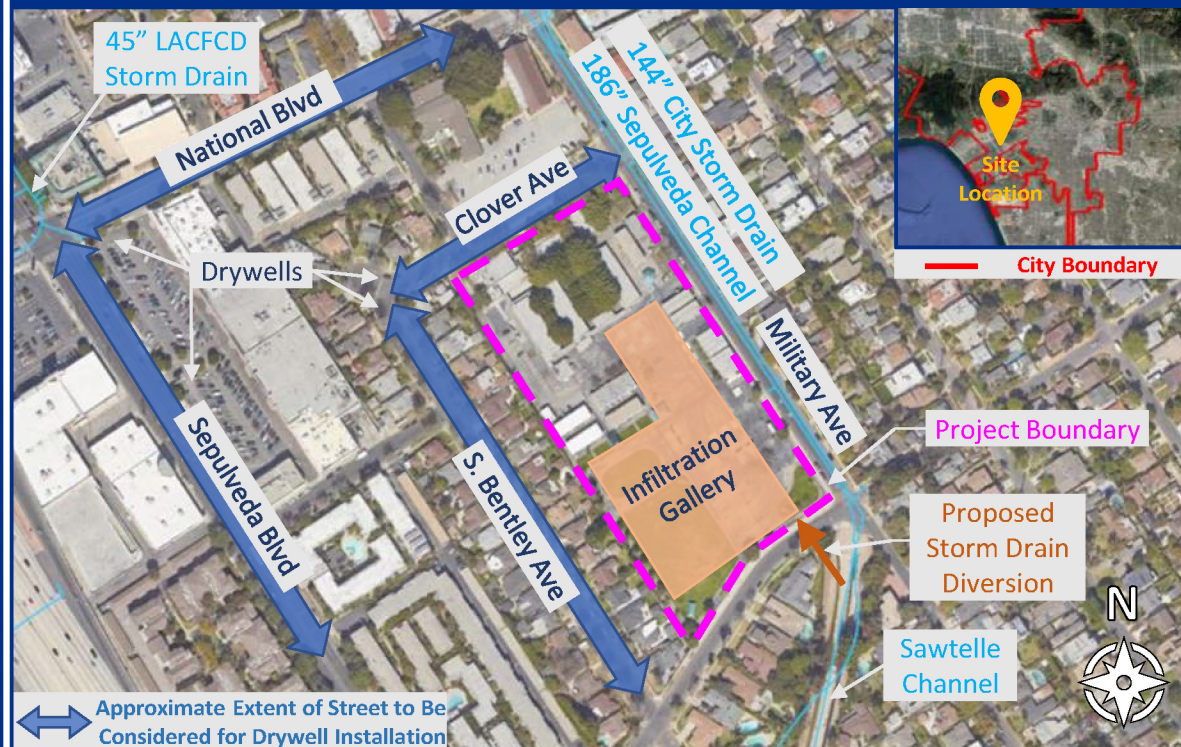 45” LACFCD
Storm Drain
National Blvd
144” City Storm Drain
186” Sepulveda Channel
Clover Ave
Drywells
Site
Location
City Boundary
Military Ave
Project Boundary
Infiltration
Gallery
Sepulveda Blvd
S. Bentley Ave
Proposed
Storm Drain
Diversion
N
Sawtelle
Channel
Approximate Extent of Street to Be
Considered for Drywell Installation